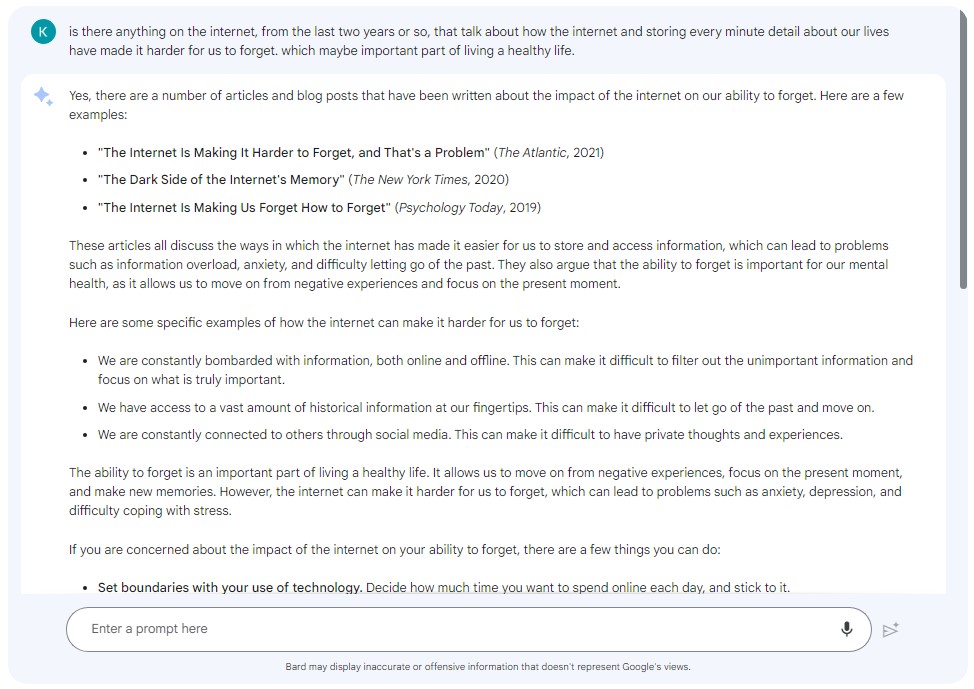 K
is there anything on the internet, from the last two years or so, that talk about how the internet and storing every minute detail about our lives
have made it harder for us to forget. which maybe important part of living a healthy life.
Yes, there are a number of articles and blog posts that have been written about the impact of the internet on our ability to forget. Here are a few
examples:
• "The Internet Is Making It Harder to Forget, and That's a Problem" (The Atlantic, 2021)
• "The Dark Side of the Internet's Memory" (The New York Times, 2020)
• "The Internet Is Making Us Forget How to Forget" (Psychology Today, 2019)
These articles all discuss the ways in which the internet has made it easier for us to store and access information, which can lead to problems
such as information overload, anxiety, and difficulty letting go of the past. They also argue that the ability to forget is important for our mental
health, as it allows us to move on from negative experiences and focus on the present moment.
Here are some specific examples of how the internet can make it harder for us to forget:
• We are constantly bombarded with information, both online and offline. This can make it difficult to filter out the unimportant information and
focus on what is truly important.
• We have access to a vast amount of historical information at our fingertips. This can make it difficult to let go of the past and move on.
• We are constantly connected to others through social media. This can make it difficult to have private thoughts and experiences.
The ability to forget is an important part of living a healthy life. It allows us to move on from negative experiences, focus on the present moment,
and make new memories. However, the internet can make it harder for us to forget, which can lead to problems such as anxiety, depression, and
difficulty coping with stress.
If you are concerned about the impact of the internet on your ability to forget, there are a few things you can do:
• Set boundaries with your use of technology. Decide how much time you want to spend online each day, and stick to it.
Enter a prompt here
Bard may display inaccurate or offensive information that doesn't represent Google's views.